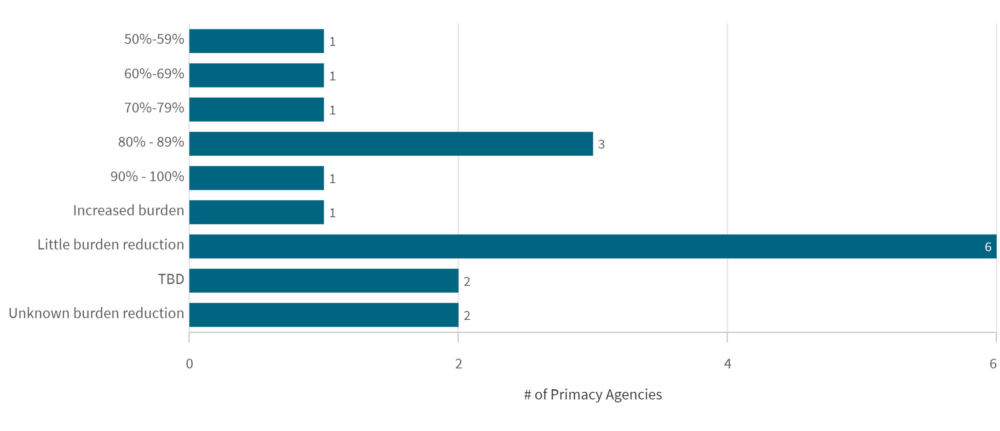 50%-59% 1
60%-69% 1
70%-79% 1
80% - 89% 3
90% - 100% 1
Increased burden 1
Little burden reduction 6
TBD 2
Unknown burden reduction 2
0 2 4 6
# of Primacy Agencies